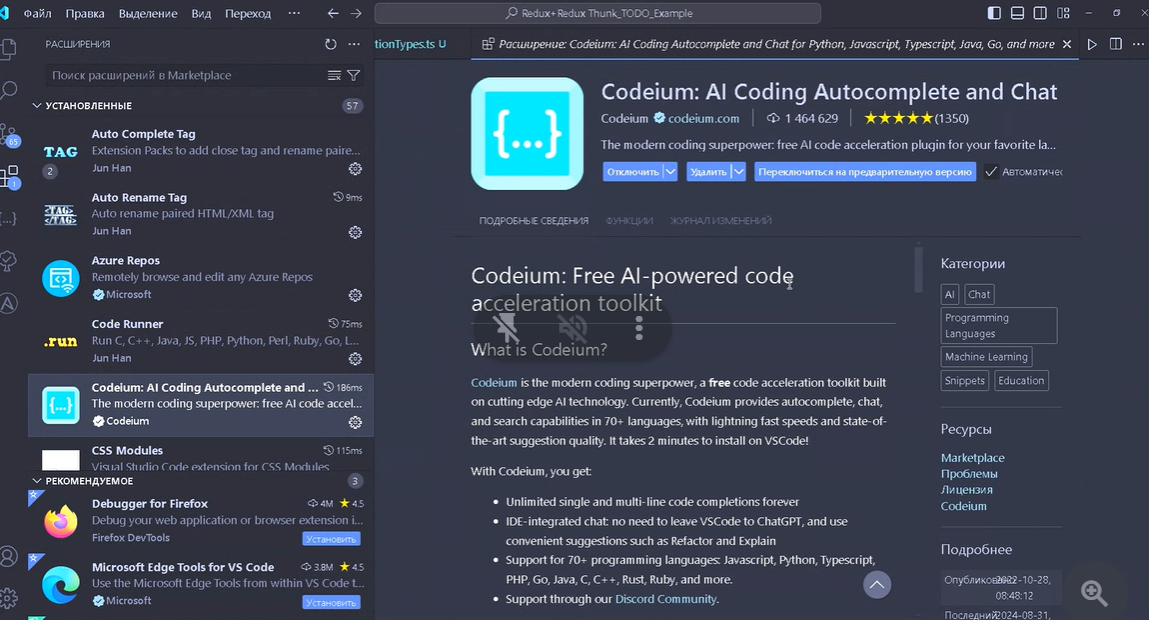 Файл Правка Выделение Вид Переход ···
Redux+Redux Thunk_TODO_Example
РАСШИРЕНИЯ
Поиск расширений в Marketplace
УСТАНОВЛЕННЫЕ 57
65
1
Auto Complete Tag
Extension Packs to add close tag and rename paire...
Jun Han
TAG
2
Auto Rename Tag 9ms
Auto rename paired HTML/XML tag
Jun Han
<TAG>
</TAG>
Azure Repos
Remotely browse and edit any Azure Repos
Microsoft
Code Runner 75ms
Run C, C++, Java, JS, PHP, Python, Perl, Ruby, Go, L...
Jun Han
.run
Codeium: AI Coding Autocomplete and ... 186ms
The modern coding superpower: free AI code accel...
Codeium
{...}
CSS Modules 115ms
Visual Studio Code extension for CSS Modules
РЕКОМЕНДУЕМОЕ 3
Debugger for Firefox 4M ★ 4.5
Debug your web application or browser extension i...
Firefox DevTools Установить
Microsoft Edge Tools for VS Code 3.8M ★ 4.5
Use the Microsoft Edge Tools from within VS Code t...
Microsoft Установить
tionTypes.ts U
Расширение: Codeium: AI Coding Autocomplete and Chat for Python, Javascript, Typescript, Java, Go, and more
{...}
Codeium: AI Coding Autocomplete and Chat
Codeium codeium.com 1 464 629 ★★★★★(1350)
The modern coding superpower: free AI code acceleration plugin for your favorite la...
Отключить Удалить Переключиться на предварительную версию Автоматичес
ПОДРОБНЫЕ СВЕДЕНИЯ ФУНКЦИИ ЖУРНАЛ ИЗМЕНЕНИЙ
Codeium: Free AI-powered code
acceleration toolkit
What is Codeium?
Codeium is the modern coding superpower, a free code acceleration toolkit built
on cutting edge AI technology. Currently, Codeium provides autocomplete, chat,
and search capabilities in 70+ languages, with lightning fast speeds and state-of-
the-art suggestion quality. It takes 2 minutes to install on VSCode!
With Codeium, you get:
• Unlimited single and multi-line code completions forever
• IDE-integrated chat: no need to leave VSCode to ChatGPT, and use
convenient suggestions such as Refactor and Explain
• Support for 70+ programming languages: Javascript, Python, Typescript,
PHP, Go, Java, C, C++, Rust, Ruby, and more.
• Support through our Discord Community.
Категории
AI Chat
Programming
Languages
Machine Learning
Snippets Education
Ресурсы
Marketplace
Проблемы
Лицензия
Codeium
Подробнее
2022-10-28,
08:48:12
2024-08-31,